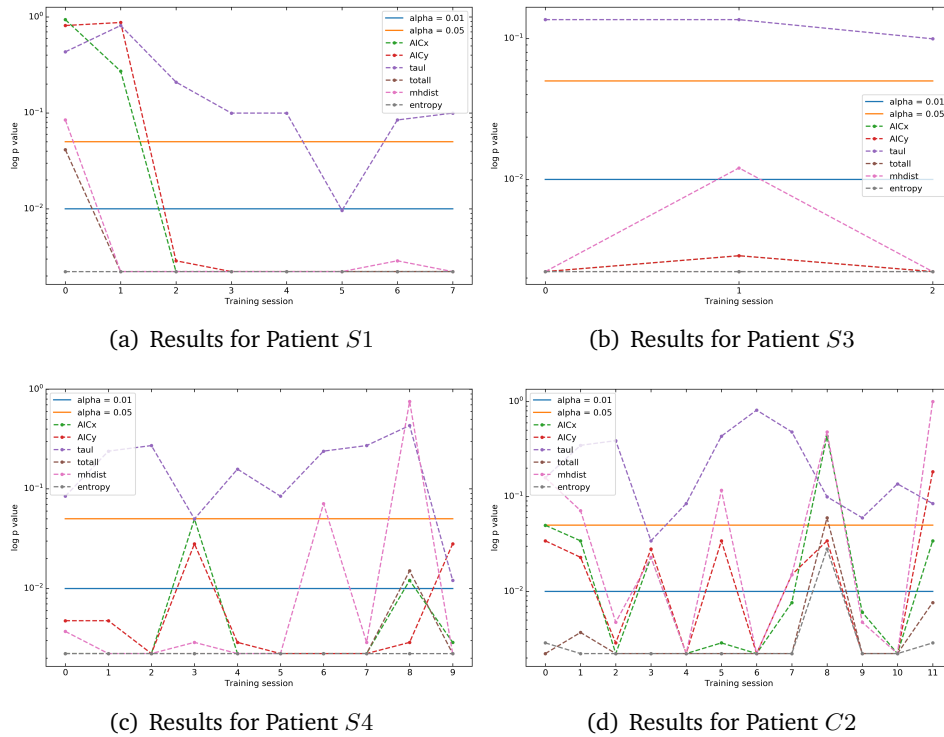 10⁰
10⁻¹
10⁻²
log p value
alpha = 0.01
alpha = 0.05
AICx
AICy
taul
totall
mhdist
entropy
0 1 2 3 4 5 6 7
Training session
(a) Results for Patient S1
10⁻¹
10⁻²
log p value
alpha = 0.01
alpha = 0.05
AICx
AICy
taul
totall
mhdist
entropy
0 1 2
Training session
(b) Results for Patient S3
10⁰
10⁻¹
10⁻²
log p value
alpha = 0.01
alpha = 0.05
AICx
AICy
taul
totall
mhdist
entropy
0 1 2 3 4 5 6 7 8 9
Training session
(c) Results for Patient S4
10⁰
10⁻¹
10⁻²
log p value
alpha = 0.01
alpha = 0.05
AICx
AICy
taul
totall
mhdist
entropy
0 1 2 3 4 5 6 7 8 9 10 11
Training session
(d) Results for Patient C2